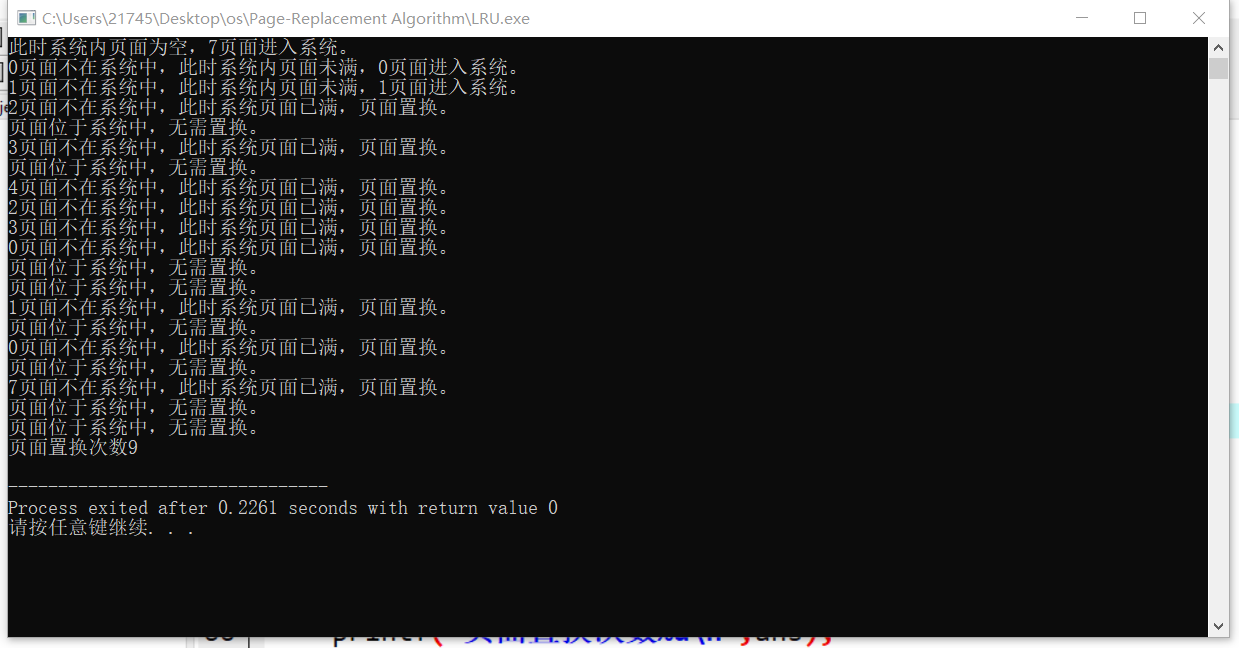 C:\Users\21745\Desktop\os\Page-Replacement Algorithm\LRU.exe
此时系统内页面为空，7页面进入系统。
0页面不在系统中，此时系统内页面未满，0页面进入系统。
1页面不在系统中，此时系统内页面未满，1页面进入系统。
2页面不在系统中，此时系统页面已满，页面置换。
页面位于系统中，无需置换。
3页面不在系统中，此时系统页面已满，页面置换。
页面位于系统中，无需置换。
4页面不在系统中，此时系统页面已满，页面置换。
2页面不在系统中，此时系统页面已满，页面置换。
3页面不在系统中，此时系统页面已满，页面置换。
0页面不在系统中，此时系统页面已满，页面置换。
页面位于系统中，无需置换。
页面位于系统中，无需置换。
1页面不在系统中，此时系统页面已满，页面置换。
页面位于系统中，无需置换。
0页面不在系统中，此时系统页面已满，页面置换。
页面位于系统中，无需置换。
7页面不在系统中，此时系统页面已满，页面置换。
页面位于系统中，无需置换。
页面位于系统中，无需置换。
页面置换次数9
--------------------------------
Process exited after 0.2261 seconds with return value 0
请按任意键继续. . .